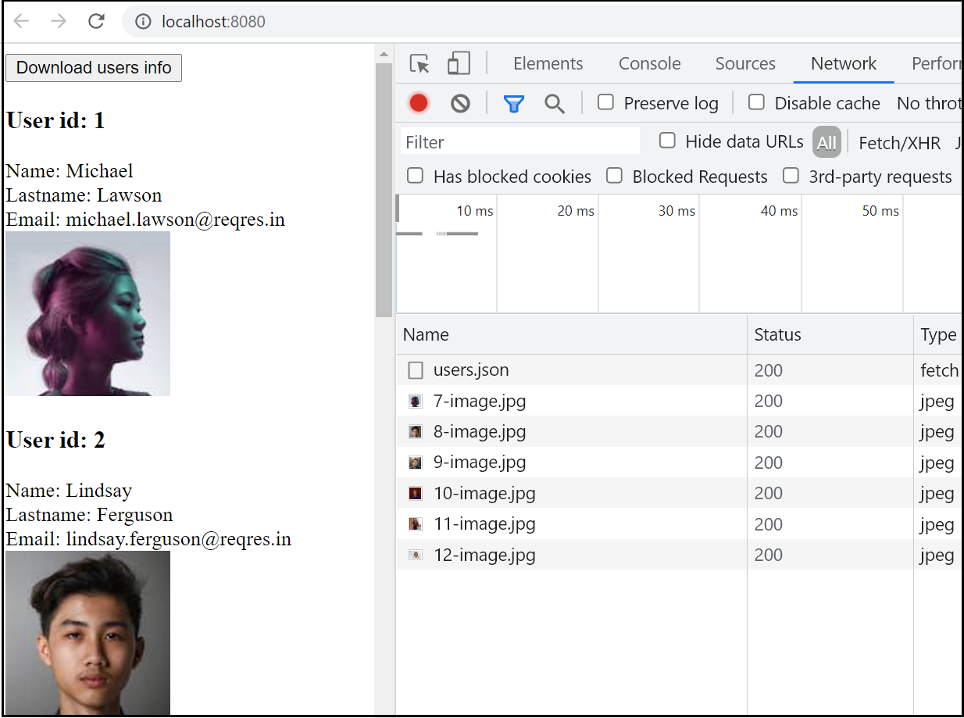 localhost:8080
Download users info
User id: 1
Name: Michael
Lastname: Lawson
Email: michael.lawson@reqres.in
User id: 2
Name: Lindsay
Lastname: Ferguson
Email: lindsay.ferguson@reqres.in
Elements Console Sources Network Perfor
Preserve log Disable cache No throt
Filter Hide data URLs All Fetch/XHR J
Has blocked cookies Blocked Requests 3rd-party requests
10 ms 20 ms 30 ms 40 ms 50 ms
Name Status Type
users.json 200 fetch
7-image.jpg 200 jpeg
8-image.jpg 200 jpeg
9-image.jpg 200 jpeg
10-image.jpg 200 jpeg
11-image.jpg 200 jpeg
12-image.jpg 200 jpeg